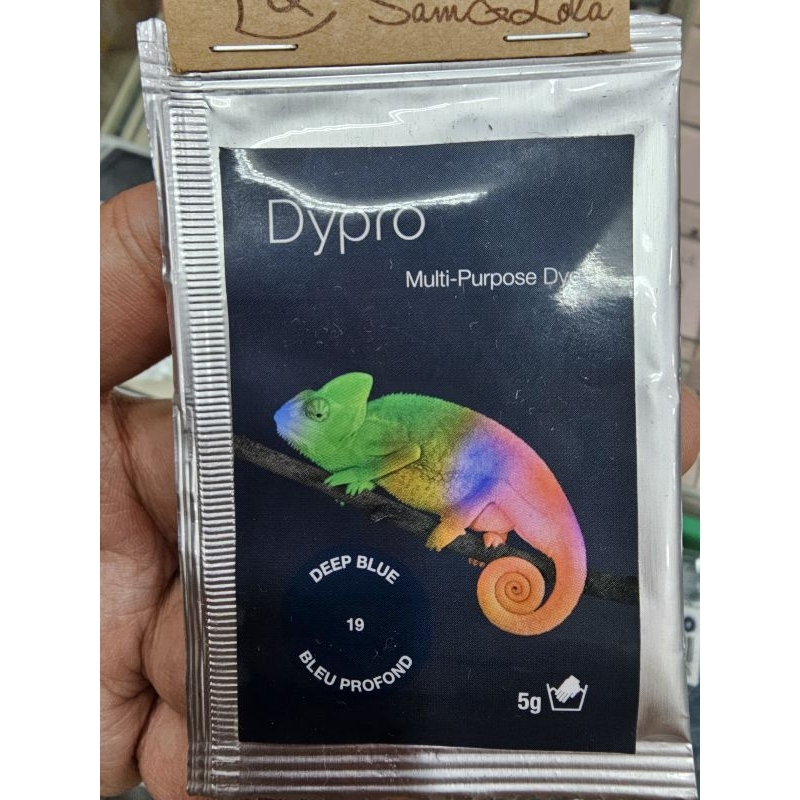 Sam&Lola
Dypro
Multi-Purpose Dye
DEEP BLUE
19
BLEU PROFOND
5g